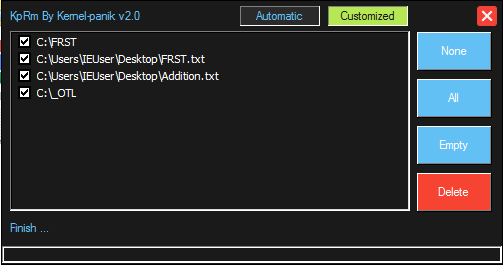 KpRm By Kernel-panik v2.0
Automatic
Customized
C:\FRST
C:\Users\IEUser\Desktop\FRST.txt
C:\Users\IEUser\Desktop\Addition.txt
C:\_OTL
None
All
Empty
Delete
Finish ...